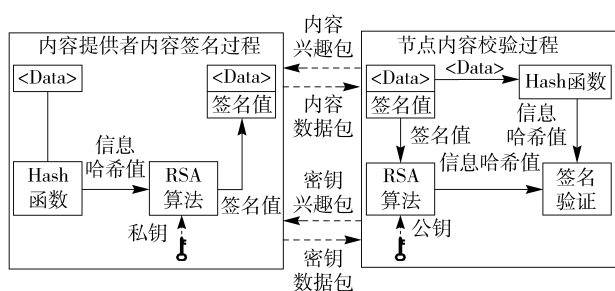 内容提供者内容签名过程
<Data>
Hash
函数
信息
哈希值
RSA
算法
私钥
签名值
<Data>
签名值
内容
兴趣包
内容
数据包
密钥
兴趣包
密钥
数据包
节点内容校验过程
<Data>
签名值
<Data>
Hash函数
信息
哈希值
签名值
RSA
算法
信息哈希值
签名
验证
公钥